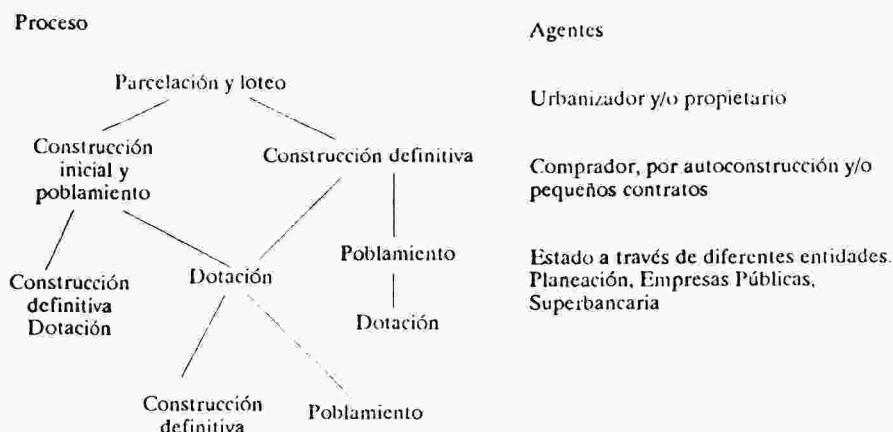 Proceso
Agentes
Parcelación y loteo
Urbanizador y/o propietario
Construcción
inicial y
poblamiento
Construcción definitiva
Comprador, por autoconstrucción y/o
pequeños contratos
Construcción
definitiva
Dotación
Dotación
Poblamiento
Dotación
Estado a través de diferentes entidades.
Planeación, Empresas Públicas,
Superbancaria
Construcción
definitiva
Poblamiento